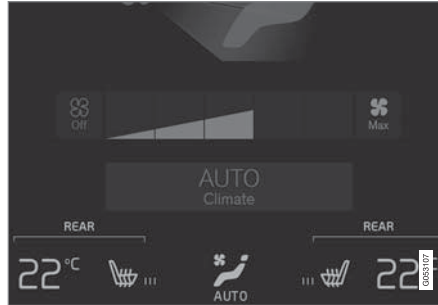 Off
Max
AUTO
Climate
REAR REAR
22°C 22°
AUTO
G053107